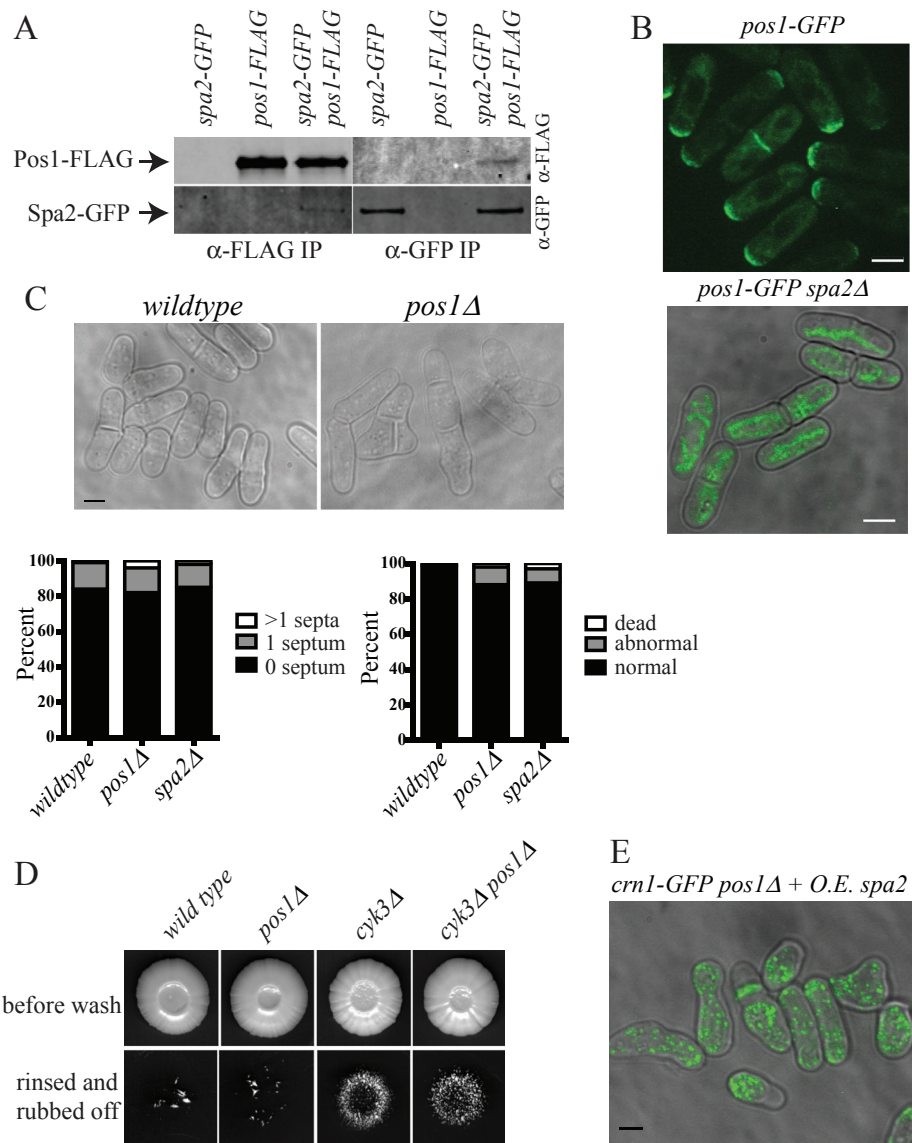 A
spa2-GFP
pos1-FLAG
spa2-GFP
pos1-FLAG
spa2-GFP
pos1-FLAG
spa2-GFP
pos1-FLAG
Pos1-FLAG
α-FLAG
Spa2-GFP
α-GFP
α-FLAG IP
α-GFP IP
B
pos1-GFP
pos1-GFP spa2Δ
C
wildtype
pos1Δ
Percent
100
80
60
40
20
0
wildtype
pos1Δ
spa2Δ
>1 septa
1 septum
0 septum
Percent
100
80
60
40
20
0
wildtype
pos1Δ
spa2Δ
dead
abnormal
normal
D
wild type
pos1Δ
cyk3Δ
cyk3Δ pos1Δ
before wash
rinsed and
rubbed off
E
crn1-GFP pos1Δ + O.E. spa2